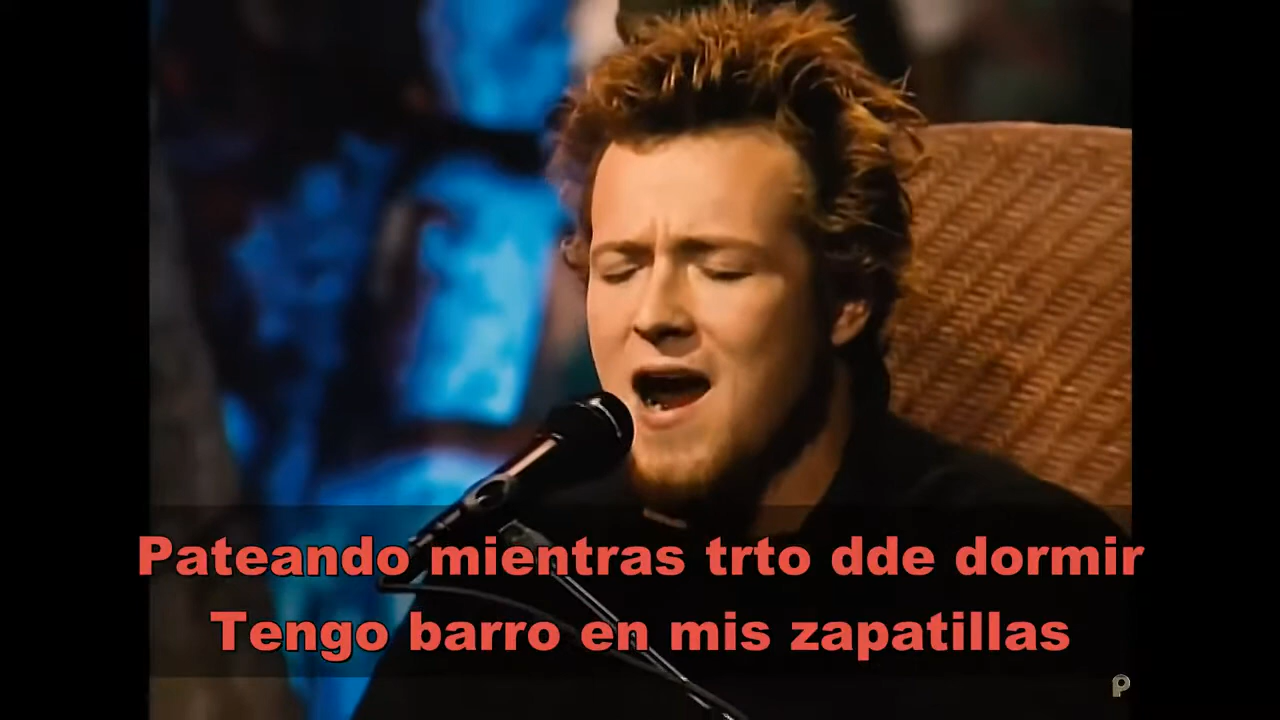 Pateando mientras trto dde dormir
Tengo barro en mis zapatillas